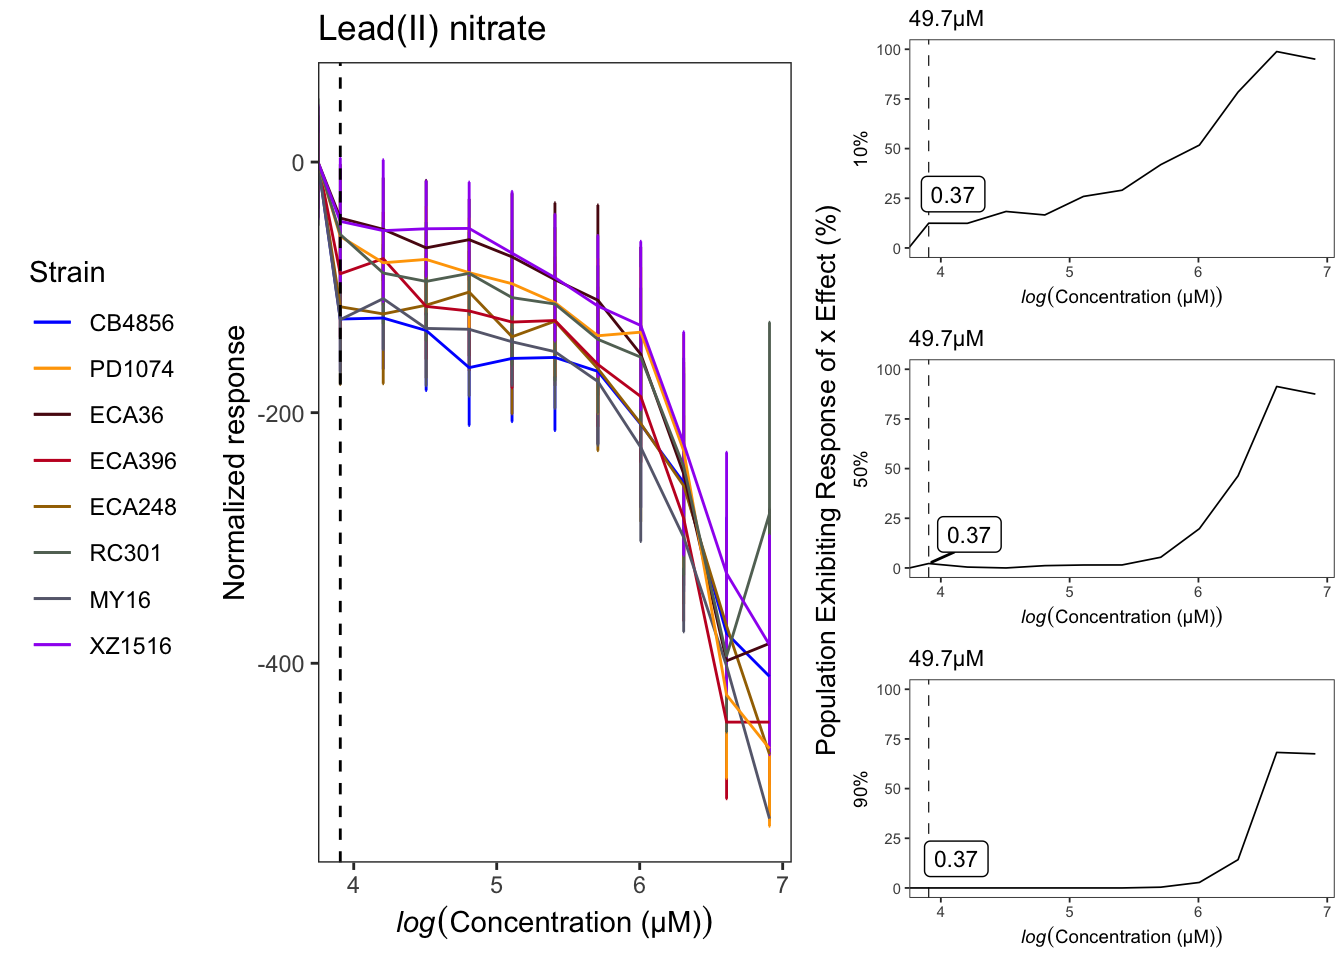 Lead(II) nitrate
Strain
CB4856
PD1074
ECA36
ECA396
ECA248
RC301
MY16
XZ1516
Normalized response
0
-200
-400
4 5 6 7
log(Concentration (µM))
Population Exhibiting Response of x Effect (%)
49.7µM
10%
100
75
50
25
0
0.37
4 5 6 7
log(Concentration (µM))
49.7µM
50%
100
75
50
25
0
0.37
4 5 6 7
log(Concentration (µM))
49.7µM
90%
100
75
50
25
0
0.37
4 5 6 7
log(Concentration (µM))